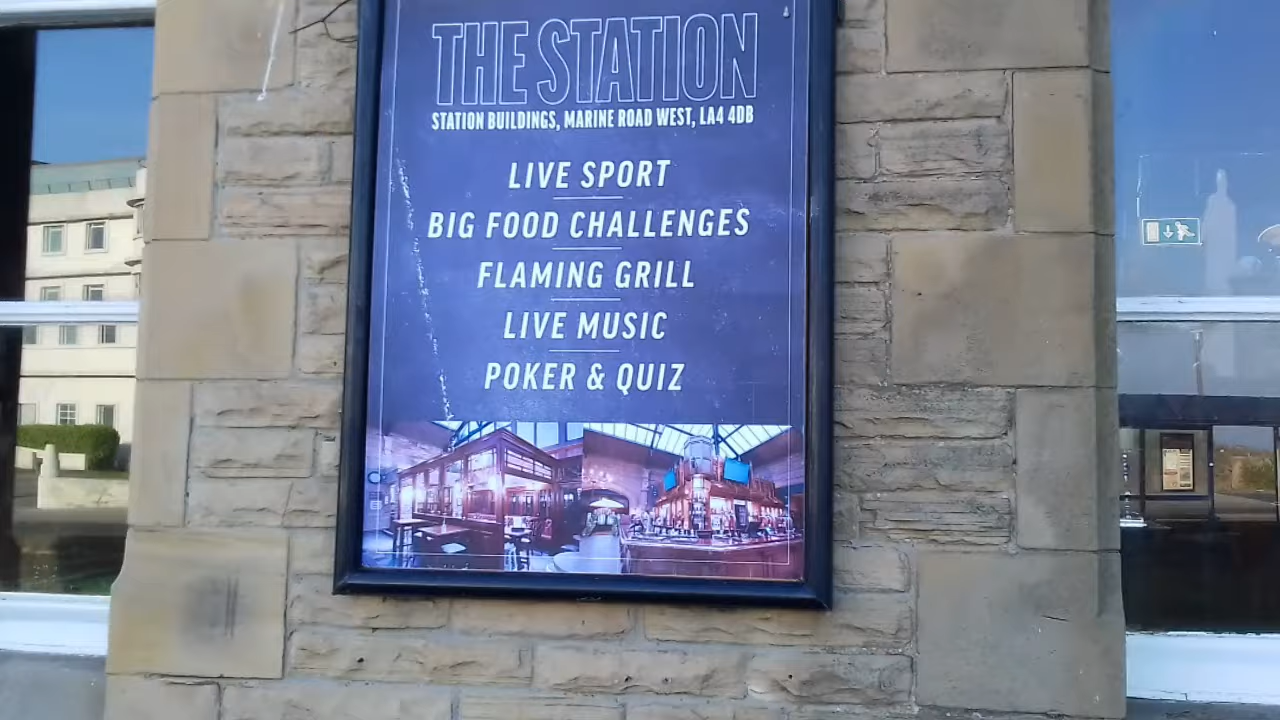 THE STATION
STATION BUILDINGS, MARINE ROAD WEST, LA4 4DB
LIVE SPORT
BIG FOOD CHALLENGES
FLAMING GRILL
LIVE MUSIC
POKER & QUIZ